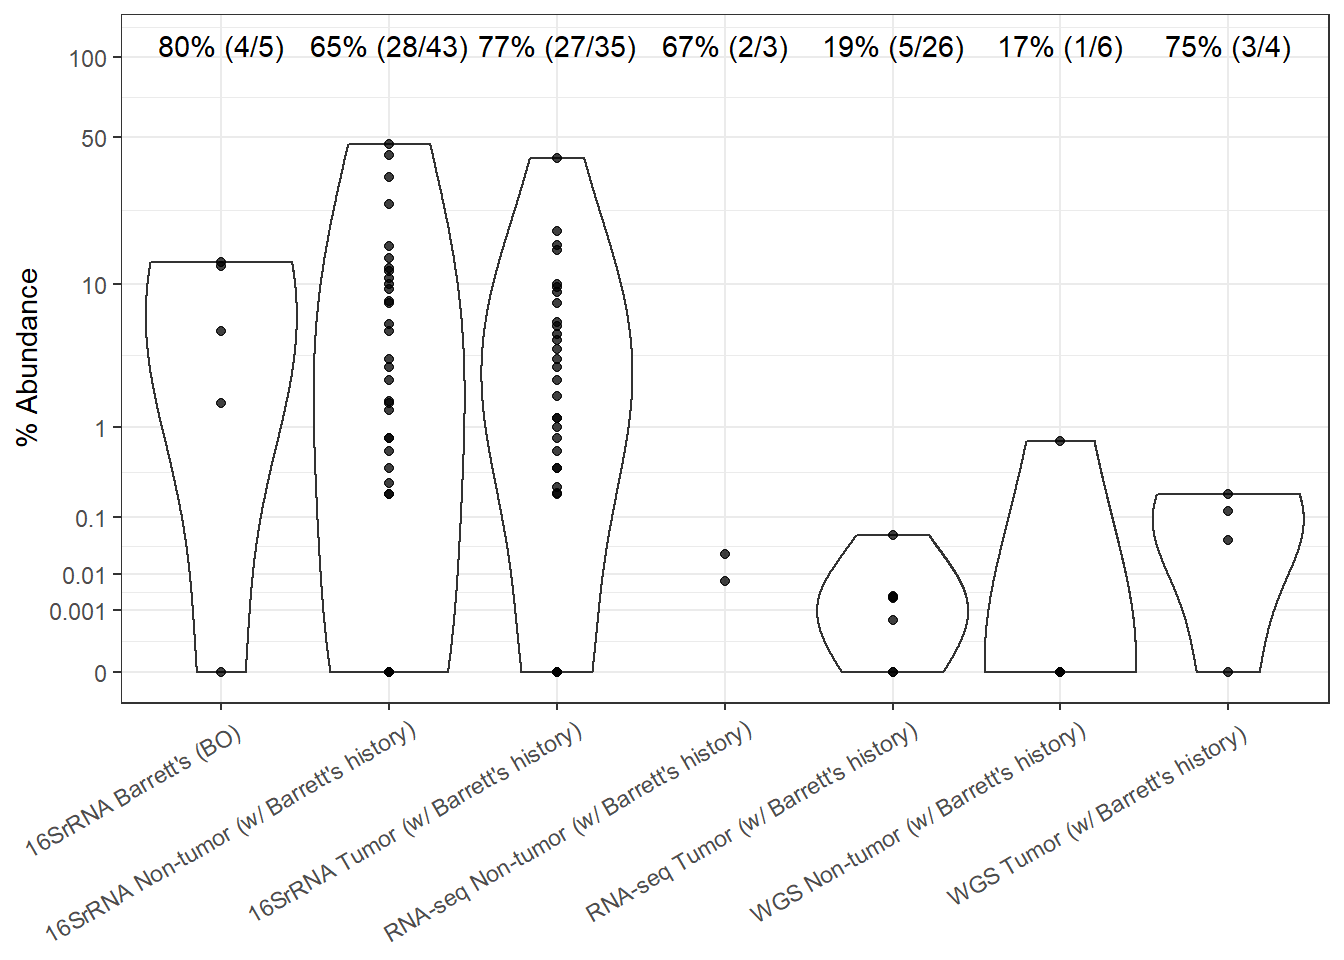 80% (4/5) 65% (28/43) 77% (27/35) 67% (2/3) 19% (5/26) 17% (1/6) 75% (3/4)
100
50
10
1
0.1
0.01
0.001
0
% Abundance
16SrRNA Barrett's (BO)
16SrRNA Non-tumor (w/ Barrett's history)
16SrRNA Tumor (w/ Barrett's history)
RNA-seq Non-tumor (w/ Barrett's history)
RNA-seq Tumor (w/ Barrett's history)
WGS Non-tumor (w/ Barrett's history)
WGS Tumor (w/ Barrett's history)